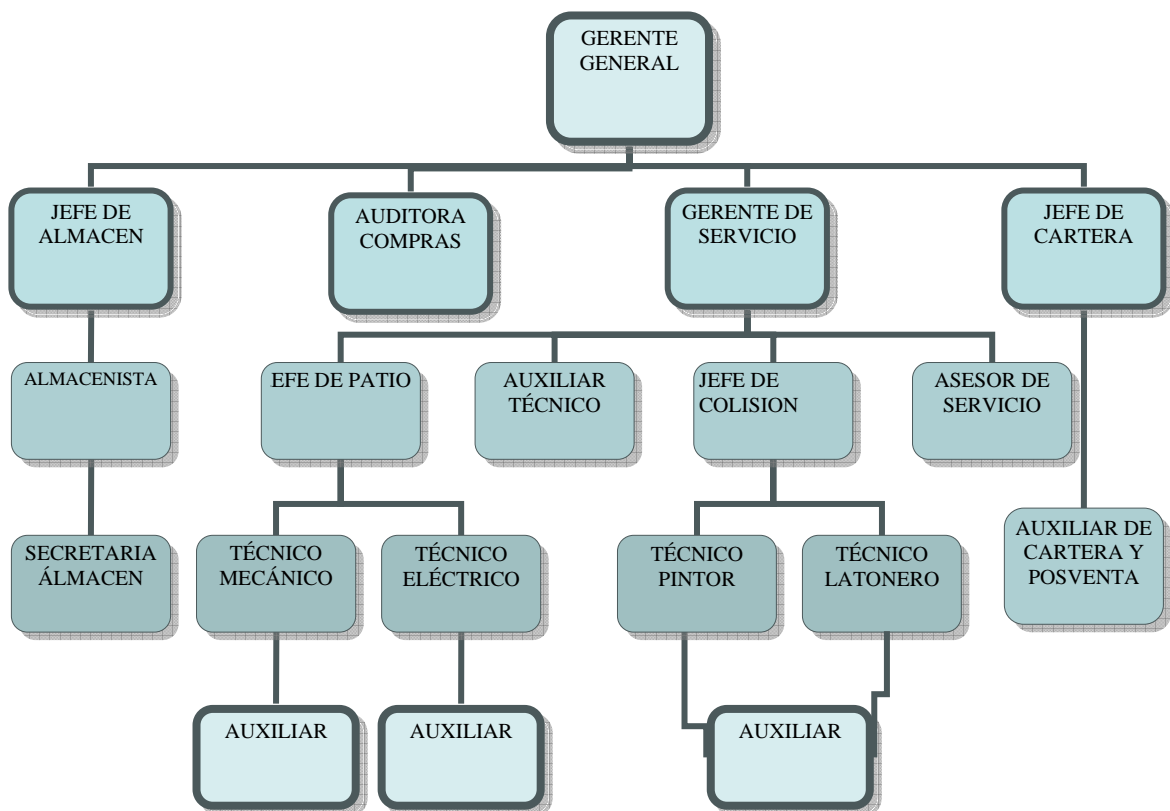 GERENTE
GENERAL
JEFE DE
ALMACEN
AUDITORA
COMPRAS
GERENTE DE
SERVICIO
JEFE DE
CARTERA
ALMACENISTA
EFE DE PATIO
AUXILIAR
TÉCNICO
JEFE DE
COLISION
ASESOR DE
SERVICIO
SECRETARIA
ÁLMACEN
TÉCNICO
MECÁNICO
TÉCNICO
ELÉCTRICO
TÉCNICO
PINTOR
TÉCNICO
LATONERO
AUXILIAR DE
CARTERA Y
POSVENTA
AUXILIAR
AUXILIAR
AUXILIAR